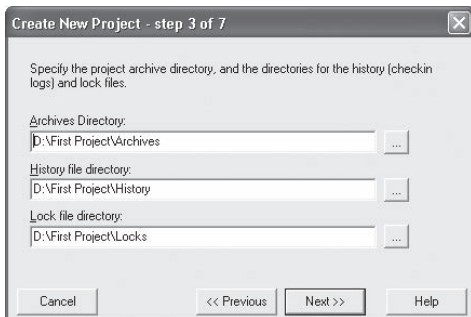 Create New Project - step 3 of 7
Specify the project archive directory, and the directories for the history (checkin
logs) and lock files.
Archives Directory:
D:\First Project\Archives
...
History file directory:
D:\First Project\History
...
Lock file directory:
D:\First Project\Locks
...
Cancel
<< Previous
Next >>
Help